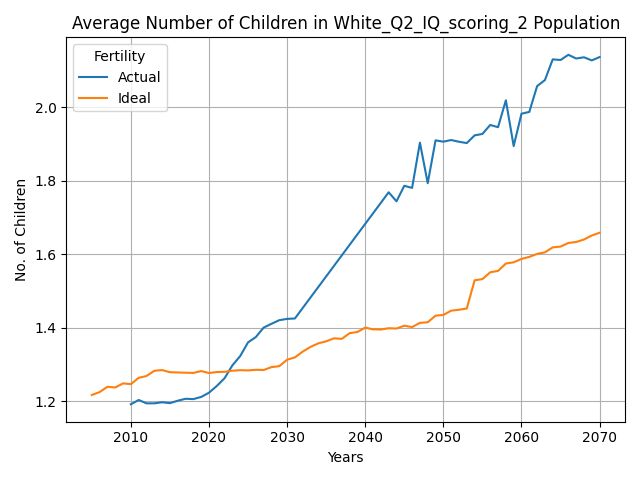 Average Number of Children in White_Q2_IQ_scoring_2 Population
Fertility
Actual
Ideal
No. of Children
2.0
1.8
1.6
1.4
1.2
2010 2020 2030 2040 2050 2060 2070
Years